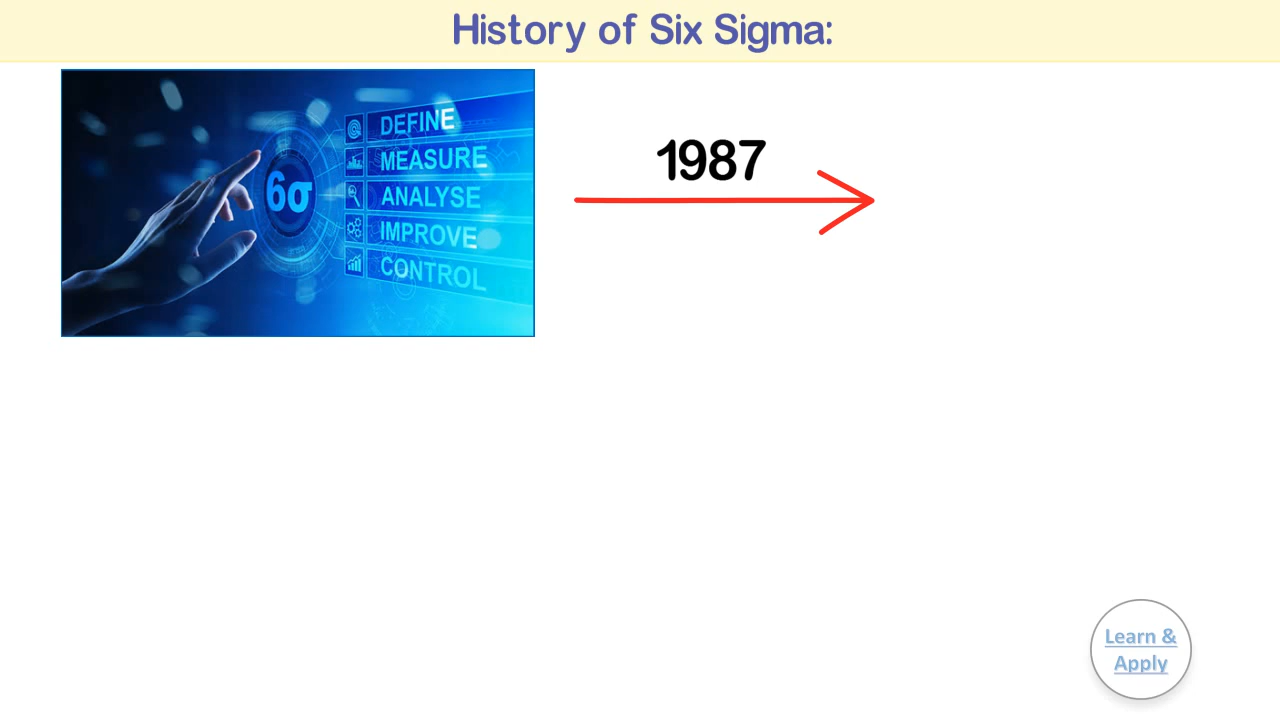 History of Six Sigma:
6σ
DEFINE
MEASURE
ANALYSE
IMPROVE
CONTROL
1987
Learn &
Apply